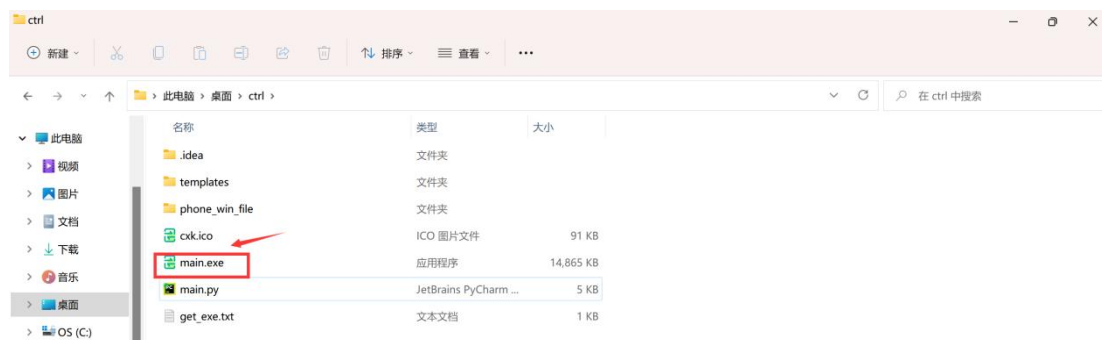 ctrl
新建 排序 查看
此电脑 > 桌面 > ctrl >
在 ctrl 中搜索
名称 类型 大小
此电脑
视频
图片
文档
下载
音乐
桌面
OS (C:)
.idea 文件夹
templates 文件夹
phone_win_file 文件夹
cxk.ico ICO 图片文件 91 KB
main.exe 应用程序 14,865 KB
main.py JetBrains PyCharm ... 5 KB
get_exe.txt 文本文档 1 KB